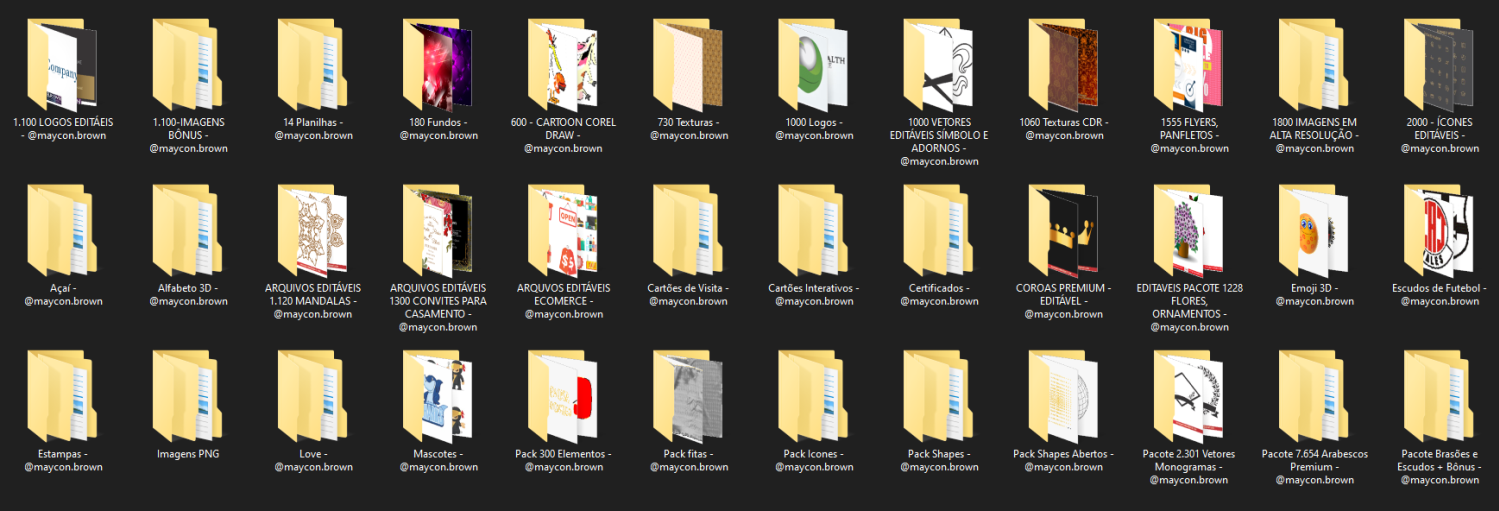 1.100 LOGOS EDITÁEIS
- @maycon.brown
1.100-IMAGENS
BÔNUS -
@maycon.brown
14 Planilhas -
@maycon.brown
180 Fundos -
@maycon.brown
600 - CARTOON COREL
DRAW -
@maycon.brown
730 Texturas -
@maycon.brown
1000 Logos -
@maycon.brown
1000 VETORES
EDITÁVEIS SÍMBOLO E
ADORNOS -
@maycon.brown
1060 Texturas CDR -
@maycon.brown
1555 FLYERS,
PANFLETOS -
@maycon.brown
1800 IMAGENS EM
ALTA RESOLUÇÃO -
@maycon.brown
2000 - ÍCONES
EDITÁVEIS -
@maycon.brown
Açaí -
@maycon.brown
Alfabeto 3D -
@maycon.brown
ARQUIVOS EDITÁVEIS
1.120 MANDALAS -
@maycon.brown
ARQUIVOS EDITÁVEIS
1300 CONVITES PARA
CASAMENTO -
@maycon.brown
ARQUVOS EDITÁVEIS
ECOMERCE -
@maycon.brown
OPEN
Cartões de Visita -
@maycon.brown
Cartões Interativos -
@maycon.brown
Certificados -
@maycon.brown
COROAS PREMIUM -
EDITÁVEL -
@maycon.brown
EDITAVEIS PACOTE 1228
FLORES,
ORNAMENTOS -
@maycon.brown
Emoji 3D -
@maycon.brown
Escudos de Futebol -
@maycon.brown
Estampas -
@maycon.brown
Imagens PNG
Love -
@maycon.brown
Mascotes -
@maycon.brown
Pack 300 Elementos -
@maycon.brown
Pack fitas -
@maycon.brown
Pack Icones -
@maycon.brown
Pack Shapes -
@maycon.brown
Pack Shapes Abertos -
@maycon.brown
Pacote 2.301 Vetores
Monogramas -
@maycon.brown
Pacote 7.654 Arabescos
Premium -
@maycon.brown
Pacote Brasões e
Escudos + Bônus -
@maycon.brown